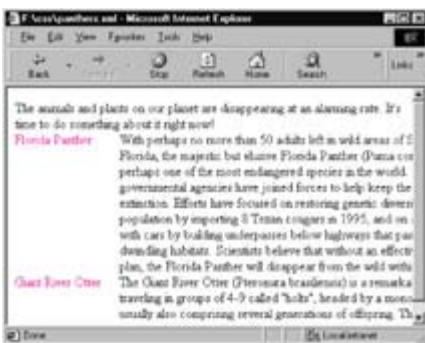 F:\css\panthers.xml - Microsoft Internet Explorer
File Edit View Favorites Tools Help
Back Stop Refresh Home Search Links
The animals and plants on our planet are disappearing at an alarming rate. It's
time to do something about it right now!
Florida Panther With perhaps no more than 50 adults left in wild areas of S
Florida, the majestic but elusive Florida Panther (Puma con
perhaps one of the most endangered species in the world.
governmental agencies have joined forces to help keep the
extinction. Efforts have focused on restoring genetic divers
population by importing 8 Texan cougars in 1995, and on
with cars by building underpasses below highways that pas
dwindling habitats. Scientists believe that without an effectiv
plan, the Florida Panther will disappear from the wild withi
Giant River Otter The Giant River Otter (Pteronura brasilensis) is a remarka
traveling in groups of 4-9 called "holts", headed by a mono
usually also comprising several generations of offspring. Th
Done Local intranet